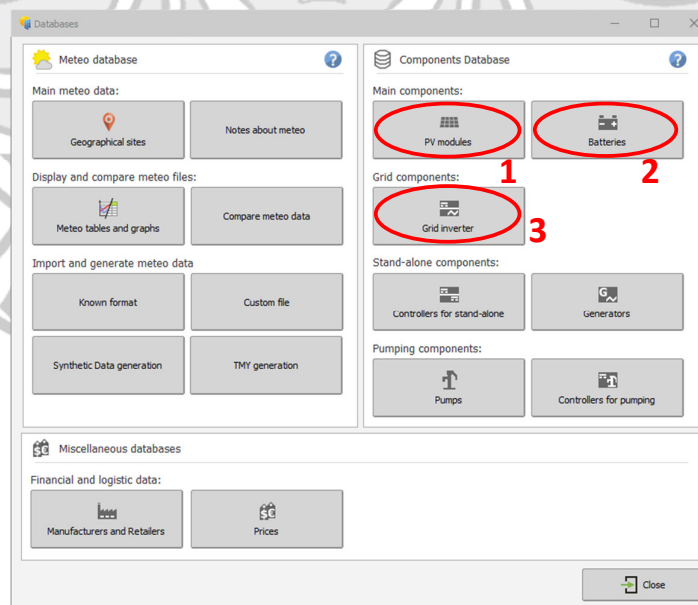 Databases
Meteo database
Main meteo data:
Geographical sites
Notes about meteo
Display and compare meteo files:
Meteo tables and graphs
Compare meteo data
Import and generate meteo data
Known format
Custom file
Synthetic Data generation
TMY generation
Components Database
Main components:
PV modules
Batteries
1
2
Grid components:
Grid inverter
3
Stand-alone components:
Controllers for stand-alone
Generators
Pumping components:
Pumps
Controllers for pumping
Miscellaneous databases
Financial and logistic data:
Manufacturers and Retailers
Prices
Close